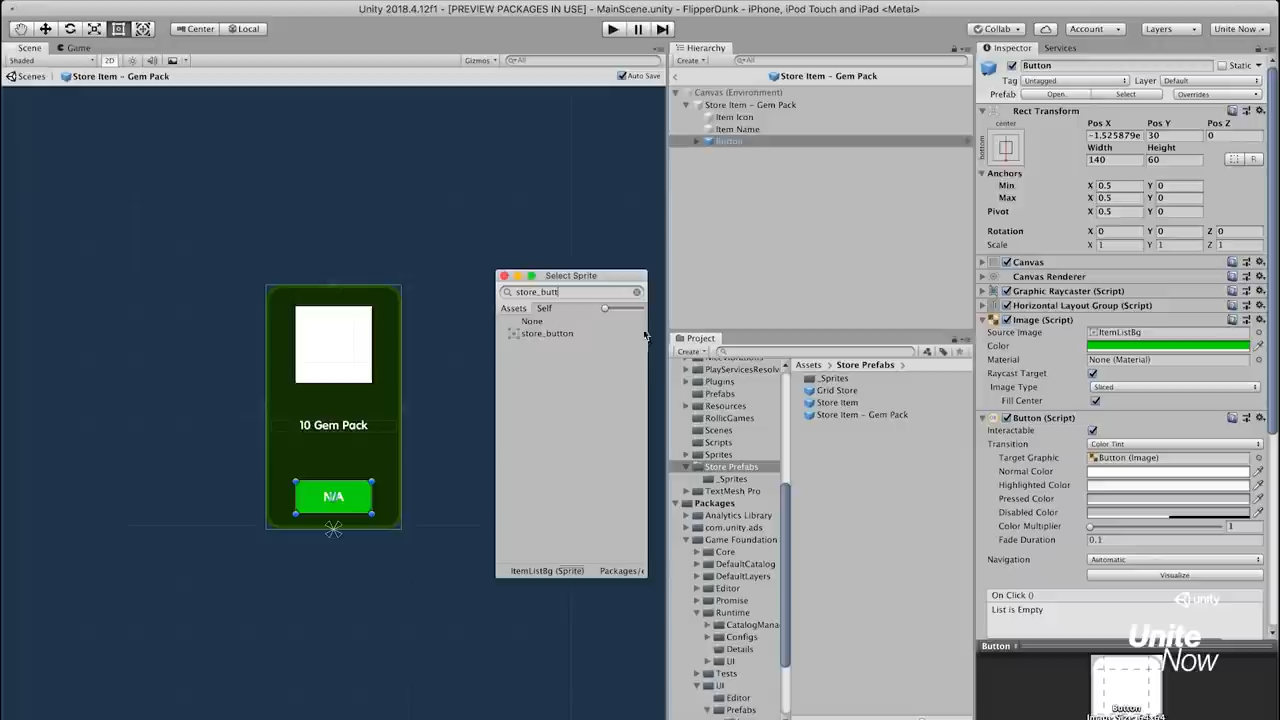 Unity 2018.4.12f1 - [PREVIEW PACKAGES IN USE] - MainScene.unity - FlipperDunk - iPhone, iPod Touch and iPad <Metal>
Center Local Collab Account Layers Unite Now
Scene Game
Shaded 2D Gizmos All
Scenes Store Item - Gem Pack Auto Save
10 Gem Pack
N/A
Select Sprite
store_butt
Assets Self
None
store_button
ItemListBg (Sprite) Packages/
Hierarchy
Create All
Store Item - Gem Pack
Canvas (Environment)
Store Item - Gem Pack
Item Icon
Item Name
Button
Project
Create
PlayServicesResolv
Plugins
Prefabs
Resources
RollicGames
Scenes
Scripts
Sprites
Store Prefabs
_Sprites
TextMesh Pro
Packages
Analytics Library
com.unity.ads
Game Foundation
Core
DefaultCatalog
DefaultLayers
Editor
Promise
Runtime
CatalogMana
Configs
Details
UI
Tests
UI
Editor
Prefabs
Assets Store Prefabs
_Sprites
Grid Store
Store Item
Store Item - Gem Pack
Inspector Services
Button Static
Tag Untagged Layer Default
Prefab Open Select Overrides
Rect Transform
center
bottom
Pos X Pos Y Pos Z
-1.525879e 30 0
Width Height
140 60 R
Anchors
Min X 0.5 Y 0
Max X 0.5 Y 0
Pivot X 0.5 Y 0
Rotation X 0 Y 0 Z 0
Scale X 1 Y 1 Z 1
Canvas
Canvas Renderer
Graphic Raycaster (Script)
Horizontal Layout Group (Script)
Image (Script)
Source Image ItemListBg
Color
Material None (Material)
Raycast Target
Image Type Sliced
Fill Center
Button (Script)
Interactable
Transition Color Tint
Target Graphic Button (Image)
Normal Color
Highlighted Color
Pressed Color
Disabled Color
Color Multiplier 1
Fade Duration 0.1
Navigation Automatic
Visualize
On Click ()
List is Empty
unity
Unite
Now
Button
Button